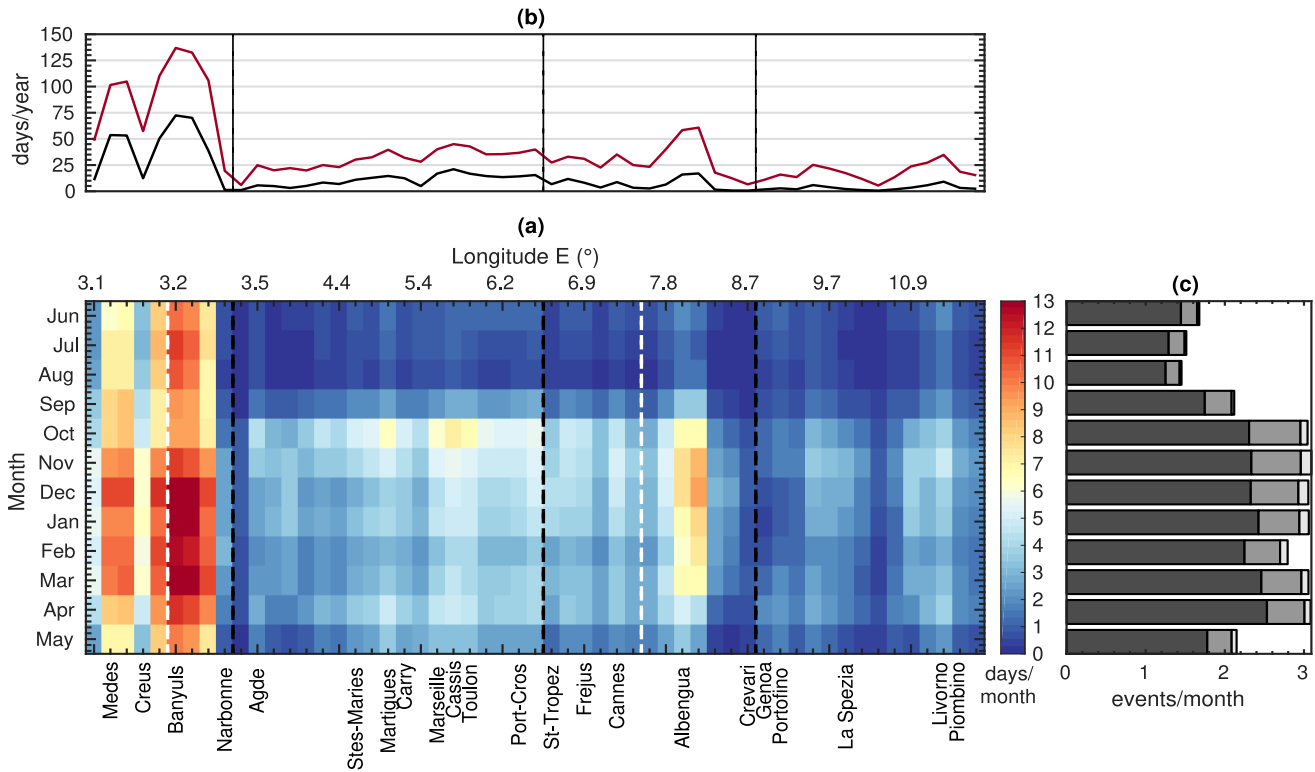 (b)
150
125
100
75
50
25
0
days/year
(a)
Longitude E (°)
3.1 3.2 3.5 4.4 5.4 6.2 6.9 7.8 8.7 9.7 10.9
(c)
Jun
Jul
Aug
Sep
Oct
Nov
Dec
Jan
Feb
Mar
Apr
May
Month
13
12
11
10
9
8
7
6
5
4
3
2
1
0
days/
month
0 1 2 3
events/month
Medes
Creus
Banyuls
Narbonne
Agde
Stes-Maries
Martigues
Carry
Marseille
Cassis
Toulon
Port-Cros
St-Tropez
Frejus
Cannes
Albengua
Crevari
Genoa
Portofino
La Spezia
Livorno
Piombino